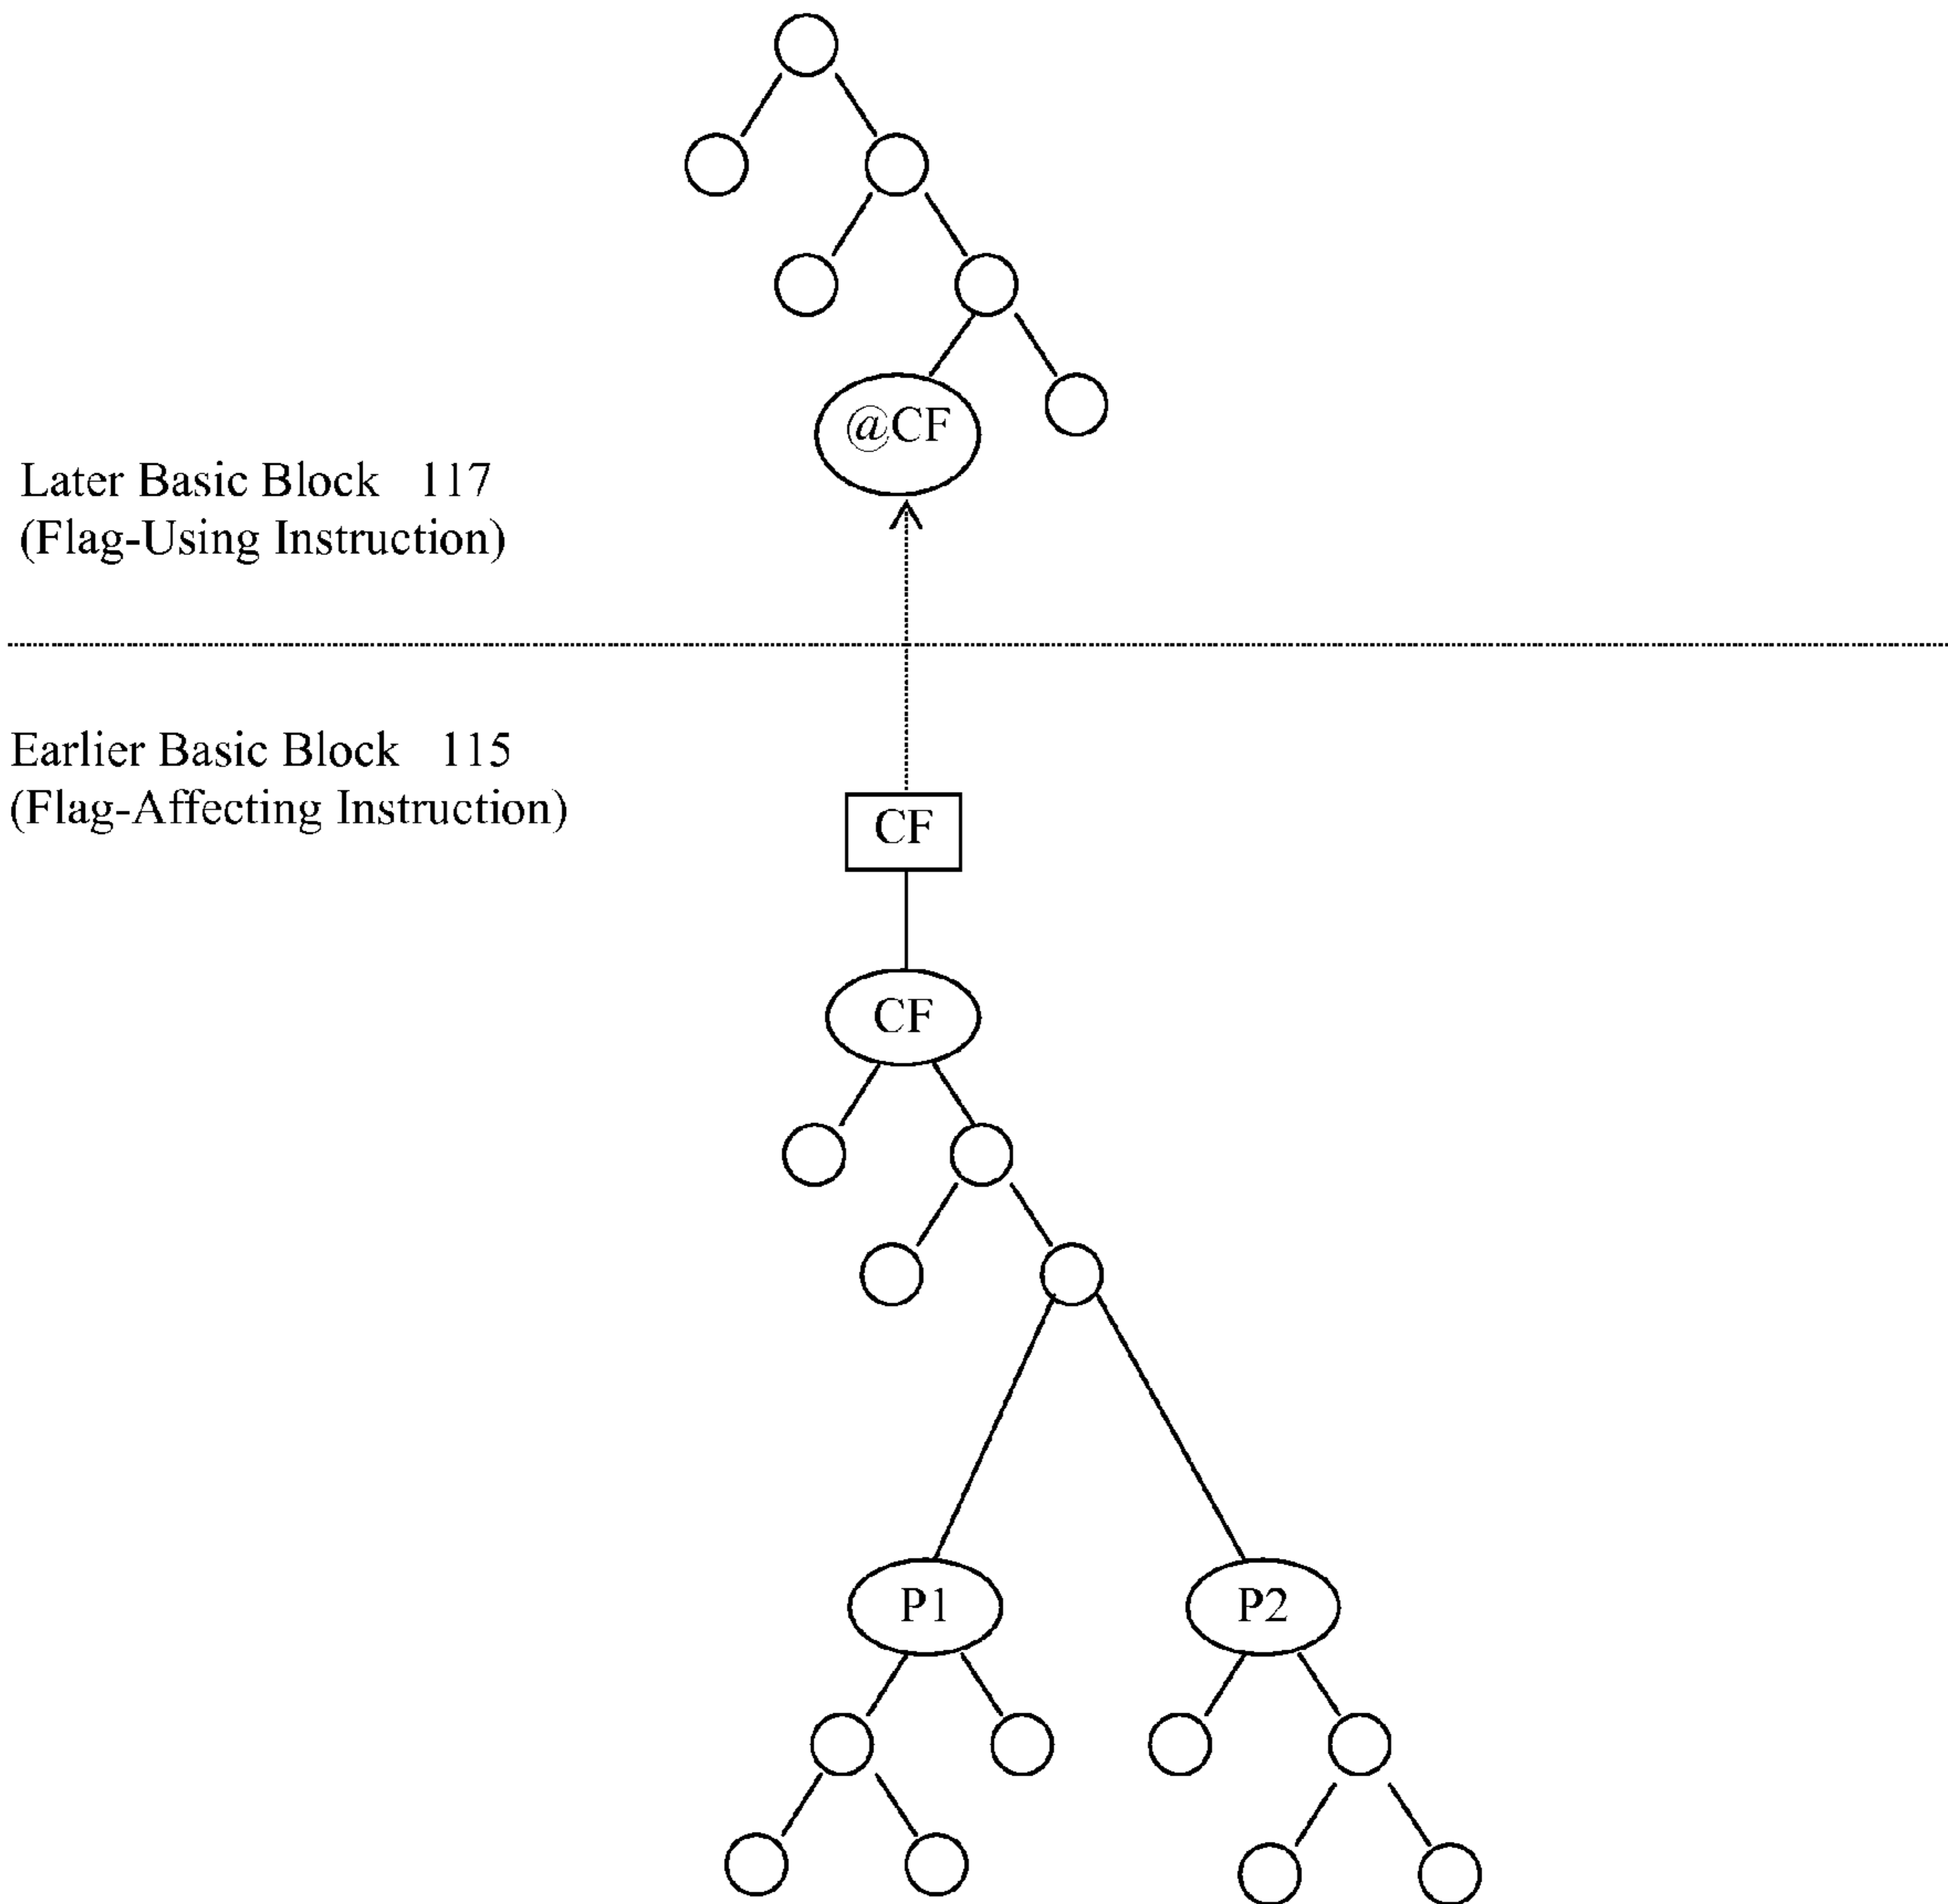 @CF
Later Basic Block 117
(Flag-Using Instruction)
Earlier Basic Block 115
(Flag-Affecting Instruction)
CF
CF
P1 P2